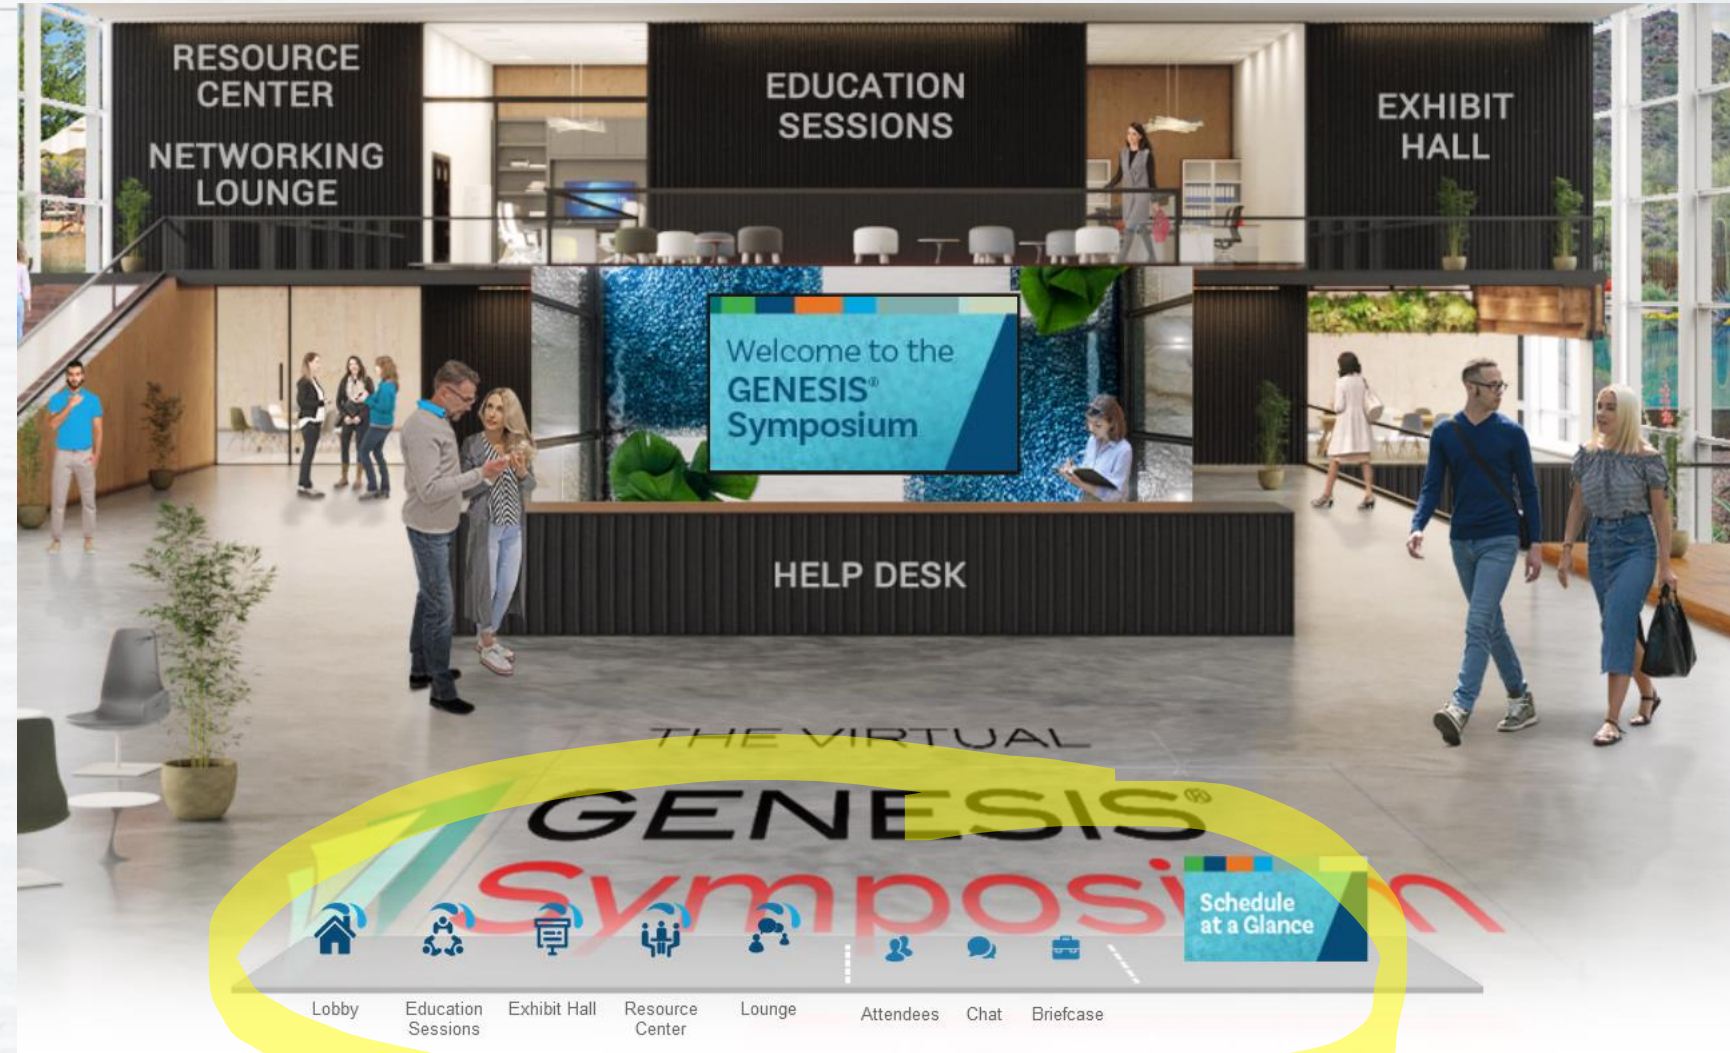 RESOURCE
CENTER
NETWORKING
LOUNGE
EDUCATION
SESSIONS
EXHIBIT
HALL
Welcome to the
GENESIS®
Symposium
HELP DESK
THE VIRTUAL
GENESIS®
Symposium
Schedule
at a Glance
Lobby
Education
Sessions
Exhibit Hall
Resource
Center
Lounge
Attendees
Chat
Briefcase